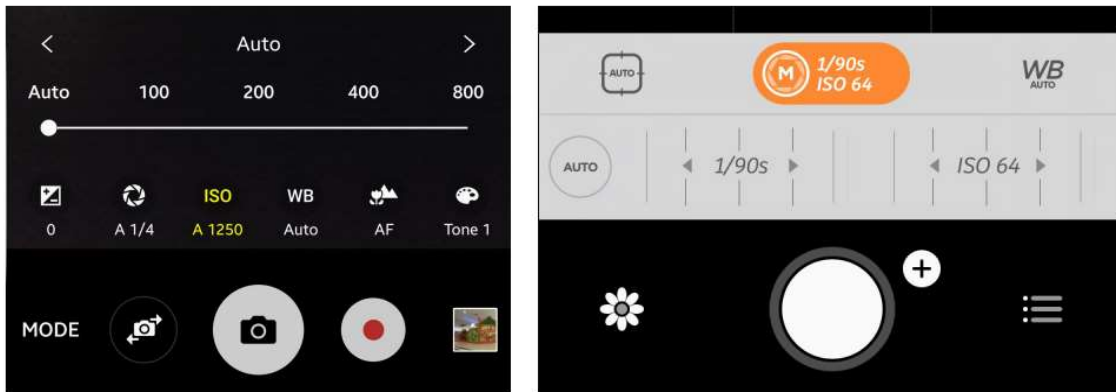 Auto
Auto 100 200 400 800
ISO WB
0 A 1/4 A 1250 Auto AF Tone 1
MODE
AUTO
M 1/90s
ISO 64
WB
AUTO
AUTO 1/90s ISO 64